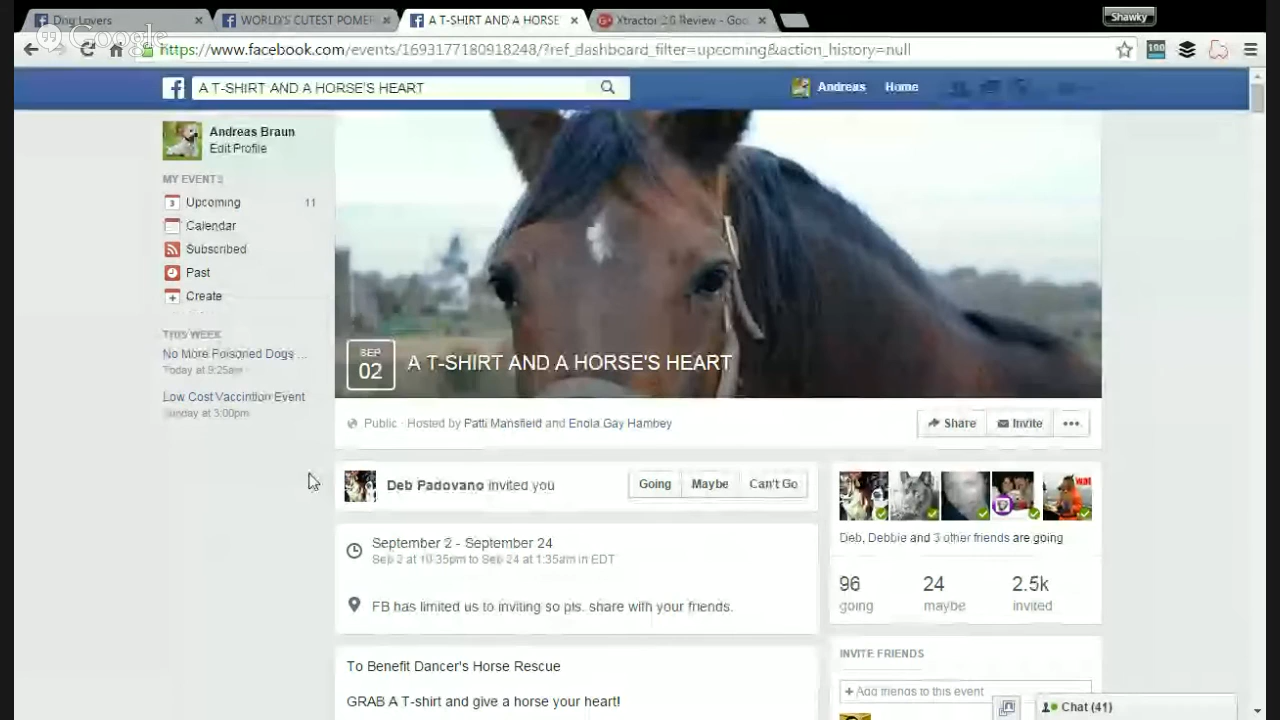 Dog Lovers
WORLD'S CUTEST POMER
A T-SHIRT AND A HORSE'
Xtractor 2.0 Review - Goo
Shawky
Google
https://www.facebook.com/events/1693177180918248/?ref_dashboard_filter=upcoming&action_history=null
A T-SHIRT AND A HORSE'S HEART
Andreas
Home
Andreas Braun
Edit Profile
MY EVENTS
Upcoming 11
Calendar
Subscribed
Past
Create
THIS WEEK
No More Poisoned Dogs ...
Today at 9:25am
Low Cost Vaccintion Event
Sunday at 3:00pm
SEP
02
A T-SHIRT AND A HORSE'S HEART
Public · Hosted by Patti Mansfield and Enola Gay Hambey
Share
Invite
Deb Padovano invited you
Going
Maybe
Can't Go
September 2 - September 24
Sep 2 at 10:35pm to Sep 24 at 1:35am in EDT
FB has limited us to inviting so pls. share with your friends.
To Benefit Dancer's Horse Rescue
GRAB A T-shirt and give a horse your heart!
Deb, Debbie and 3 other friends are going
96 24 2.5k
going maybe invited
INVITE FRIENDS
+ Add friends to this event
Chat (41)